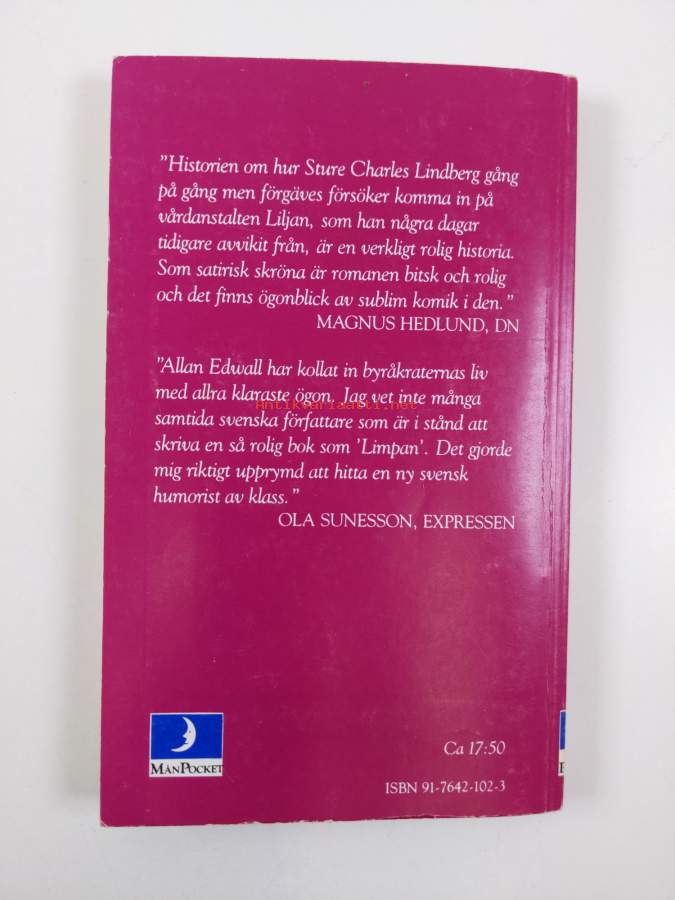 "Historien om hur Sture Charles Lindberg gång
på gång men förgäves försöker komma in på
vårdanstalten Liljan, som han några dagar
tidigare avvikit från, är en verkligt rolig historia.
Som satirisk skröna är romanen bitsk och rolig
och det finns ögonblick av sublim komik i den."
MAGNUS HEDLUND, DN
"Allan Edwall har kollat in byråkraternas liv
med allra klaraste ögon. Jag vet inte många
Antikvariaatti.net
samtida svenska författare som är i stånd att
skriva en så rolig bok som 'Limpan'. Det gjorde
mig riktigt upprymd att hitta en ny svensk
humorist av klass."
OLA SUNESSON, EXPRESSEN
MÅNPOCKET
Ca 17:50
ISBN 91-7642-102-3